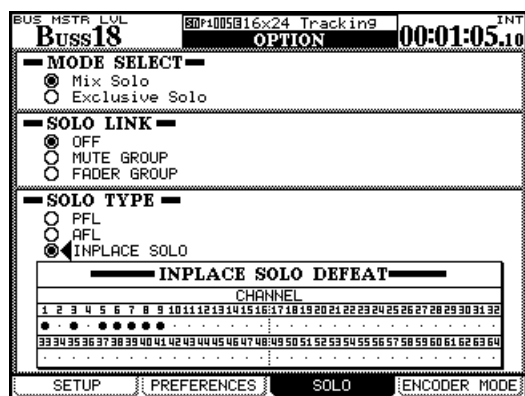 BUS MSTR LVL
Buss18
16x24 Tracking
OPTION
INT
00:01:05.10
MODE SELECT
Mix Solo
Exclusive Solo
SOLO LINK
OFF
MUTE GROUP
FADER GROUP
SOLO TYPE
PFL
AFL
INPLACE SOLO
INPLACE SOLO DEFEAT
CHANNEL
1 2 3 4 5 6 7 8 9 10 11 12 13 14 15 16 17 18 19 20 21 22 23 24 25 26 27 28 29 30 31 32
33 34 35 36 37 38 39 40 41 42 43 44 45 46 47 48 49 50 51 52 53 54 55 56 57 58 59 60 61 62 63 64
SETUP PREFERENCES SOLO ENCODER MODE